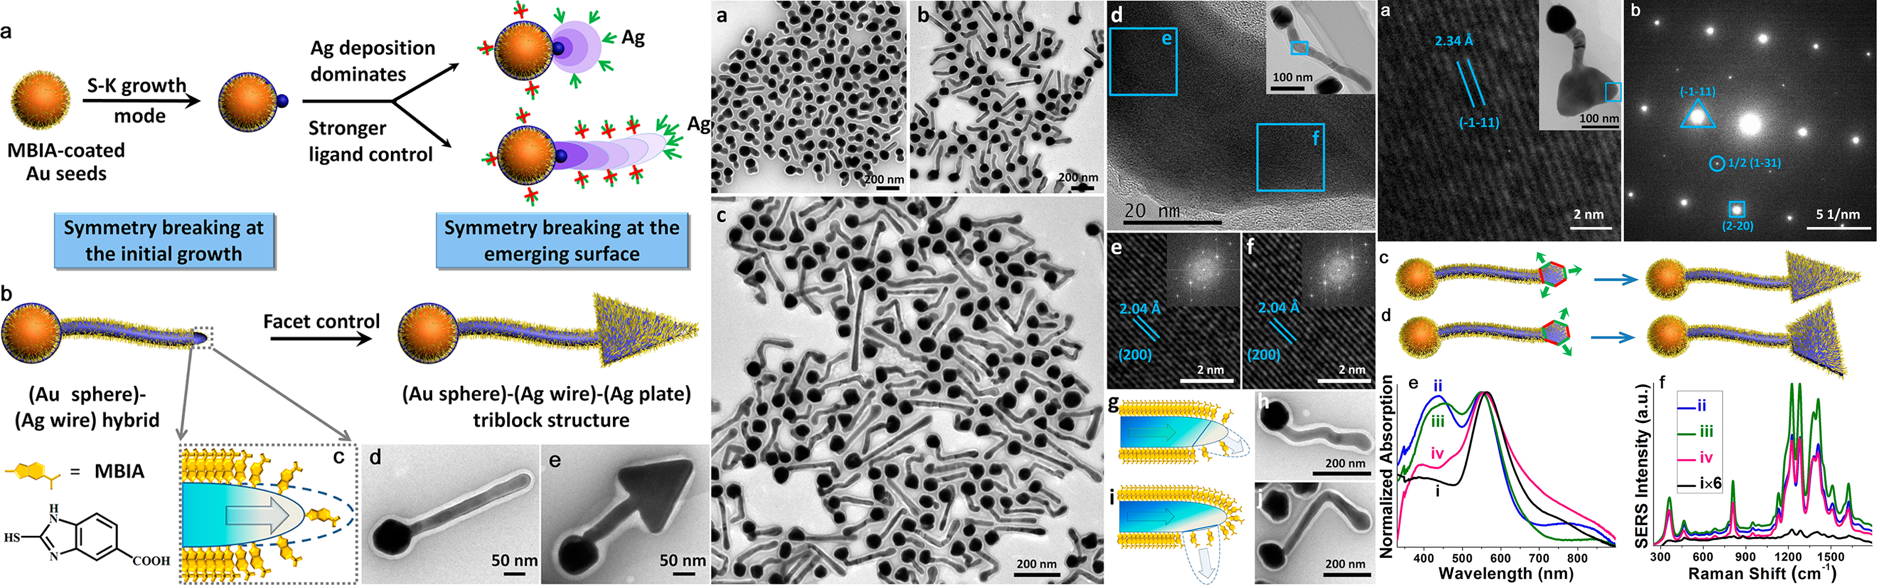 a
S-K growth
mode
MBIA-coated
Au seeds
Ag deposition
dominates
Stronger
ligand control
Ag
Ag
Symmetry breaking at
the initial growth
Symmetry breaking at the
emerging surface
b
Facet control
(Au sphere)-
(Ag wire) hybrid
(Au sphere)-(Ag wire)-(Ag plate)
triblock structure
= MBIA
H
N
HS
N
COOH
c
d
50 nm
e
50 nm
a
200 nm
b
200 nm
c
200 nm
d
e
f
20 nm
100 nm
e
2.04 Å
(200)
2 nm
f
2.04 Å
(200)
2 nm
g
h
200 nm
i
j
200 nm
a
2.34 Å
(-1-11)
2 nm
100 nm
b
(-1-11)
1/2 (1-31)
(2-20)
5 1/nm
c
d
e
Normalized Absorption
ii
iii
iv
i
400 500 600 700 800
Wavelength (nm)
f
SERS Intensity (a.u.)
ii
iii
iv
i×6
300 600 900 1200 1500
Raman Shift (cm-1)